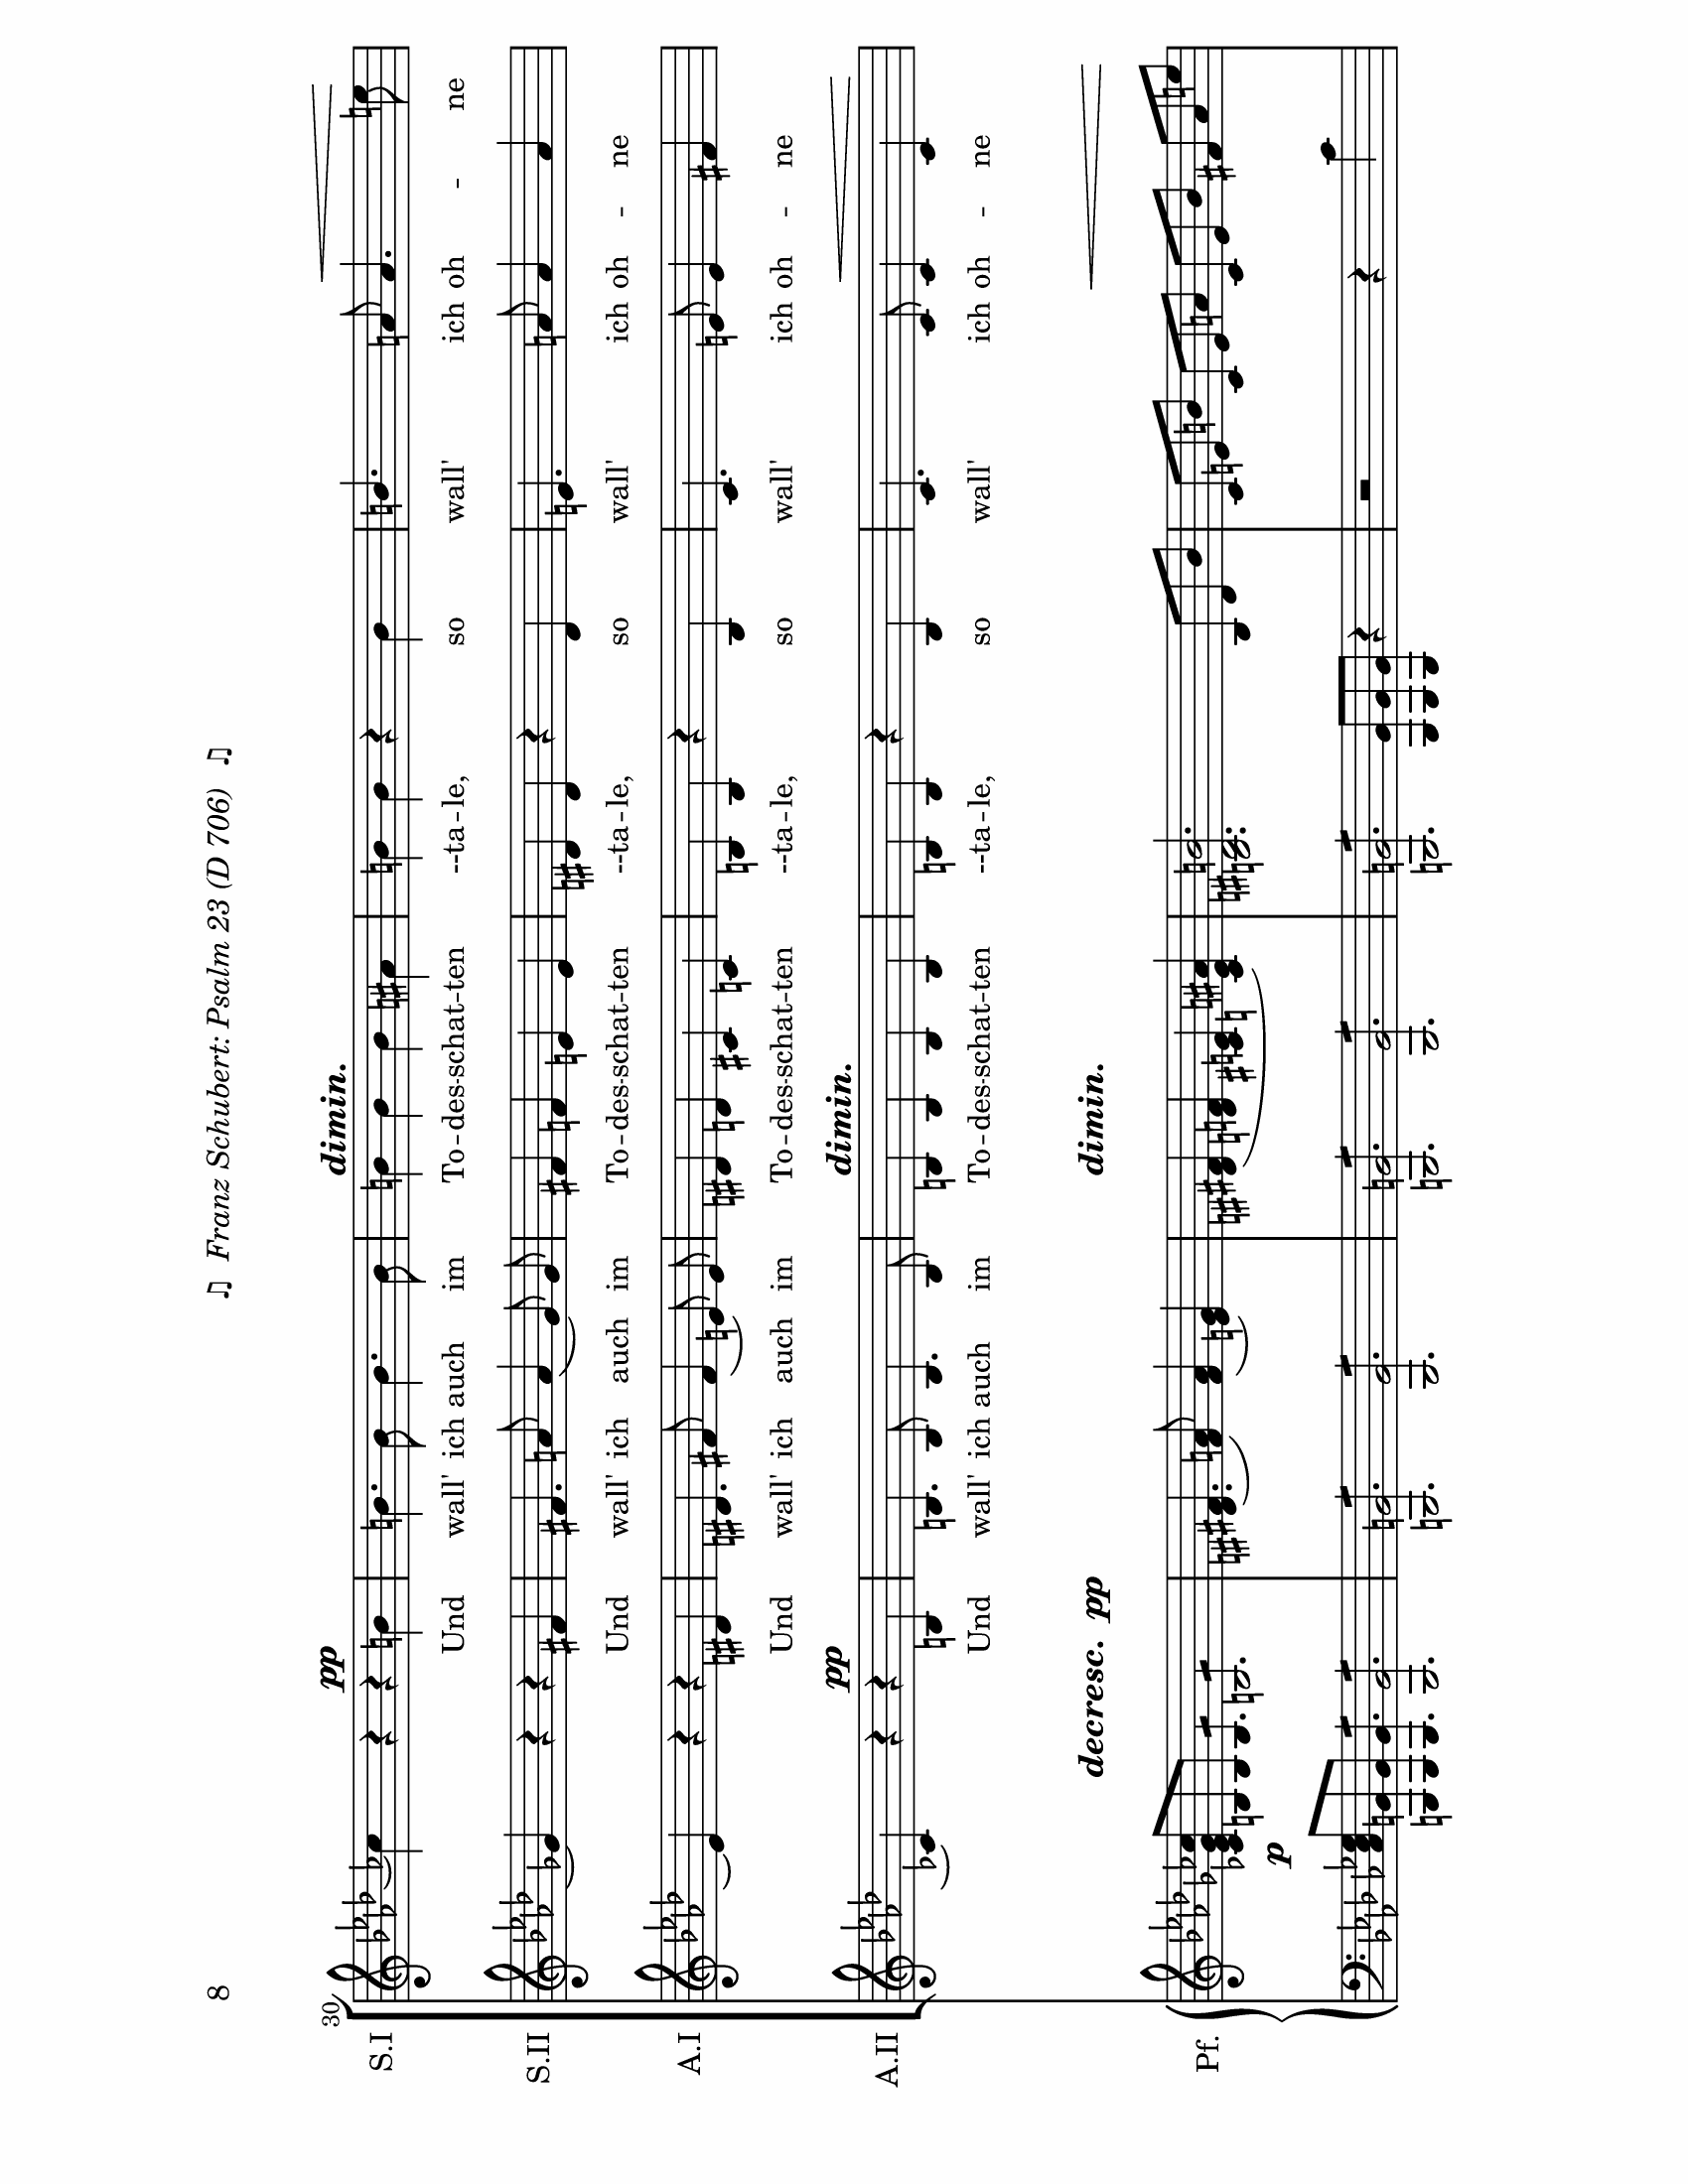 8
♫ Franz Schubert: Psalm 23 (D 706) ♫
30
pp dimin.
S.I
Und wall' ich auch im To-des-schat-ten --ta-le, so wall' ich oh - ne
S.II
Und wall' ich auch im To-des-schat-ten --ta-le, so wall' ich oh - ne
A.I
Und wall' ich auch im To-des-schat-ten --ta-le, so wall' ich oh - ne
pp dimin.
A.II
Und wall' ich auch im To-des-schat-ten --ta-le, so wall' ich oh - ne
decresc. pp dimin.
Pf.
p